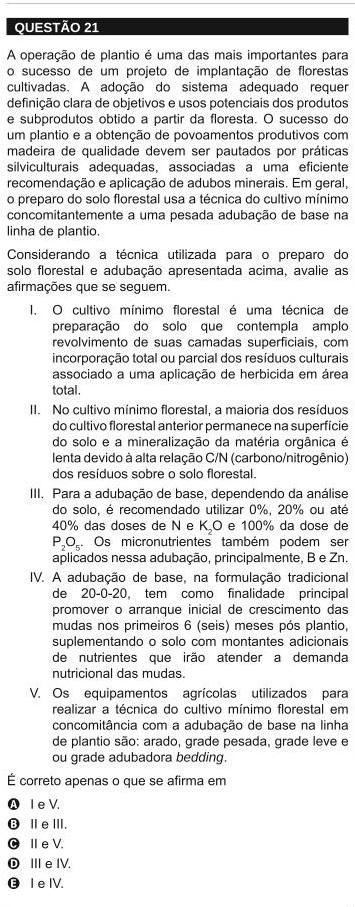 QUESTÃO 21
A operação de plantio é uma das mais importantes para
o sucesso de um projeto de implantação de florestas
cultivadas. A adoção do sistema adequado requer
definição clara de objetivos e usos potenciais dos produtos
e subprodutos obtido a partir da floresta. O sucesso do
um plantio e a obtenção de povoamentos produtivos com
madeira de qualidade devem ser pautados por práticas
silviculturais adequadas, associadas a uma eficiente
recomendação e aplicação de adubos minerais. Em geral,
o preparo do solo florestal usa a técnica do cultivo mínimo
concomitantemente a uma pesada adubação de base na
linha de plantio.
Considerando a técnica utilizada para o preparo do
solo florestal e adubação apresentada acima, avalie as
afirmações que se seguem.
I. O cultivo mínimo florestal é uma técnica de
preparação do solo que contempla amplo
revolvimento de suas camadas superficiais, com
incorporação total ou parcial dos resíduos culturais
associado a uma aplicação de herbicida em área
total.
II. No cultivo mínimo florestal, a maioria dos resíduos
do cultivo florestal anterior permanece na superfície
do solo e a mineralização da matéria orgânica é
lenta devido à alta relação C/N (carbono/nitrogênio)
dos resíduos sobre o solo florestal.
III. Para a adubação de base, dependendo da análise
do solo, é recomendado utilizar 0%, 20% ou até
40% das doses de N e K₂O e 100% da dose de
P₂O₅. Os micronutrientes também podem ser
aplicados nessa adubação, principalmente, B e Zn.
IV. A adubação de base, na formulação tradicional
de 20-0-20, tem como finalidade principal
promover o arranque inicial de crescimento das
mudas nos primeiros 6 (seis) meses pós plantio,
suplementando o solo com montantes adicionais
de nutrientes que irão atender a demanda
nutricional das mudas.
V. Os equipamentos agrícolas utilizados para
realizar a técnica do cultivo mínimo florestal em
concomitância com a adubação de base na linha
de plantio são: arado, grade pesada, grade leve e
ou grade adubadora bedding.
É correto apenas o que se afirma em
A I e V.
B II e III.
C II e V.
D III e IV.
E I e IV.